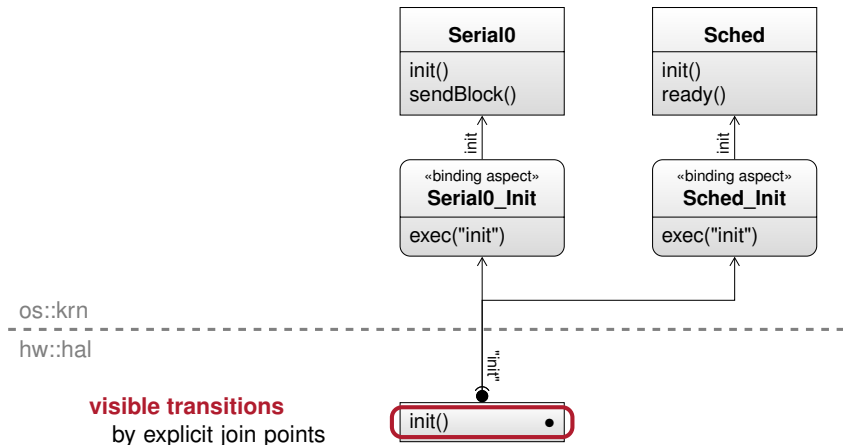 Serial0
init()
sendBlock()
Sched
init()
ready()
init
init
«binding aspect»
Serial0_Init
exec("init")
«binding aspect»
Sched_Init
exec("init")
os::krn
hw::hal
"init"
visible transitions
by explicit join points
init()